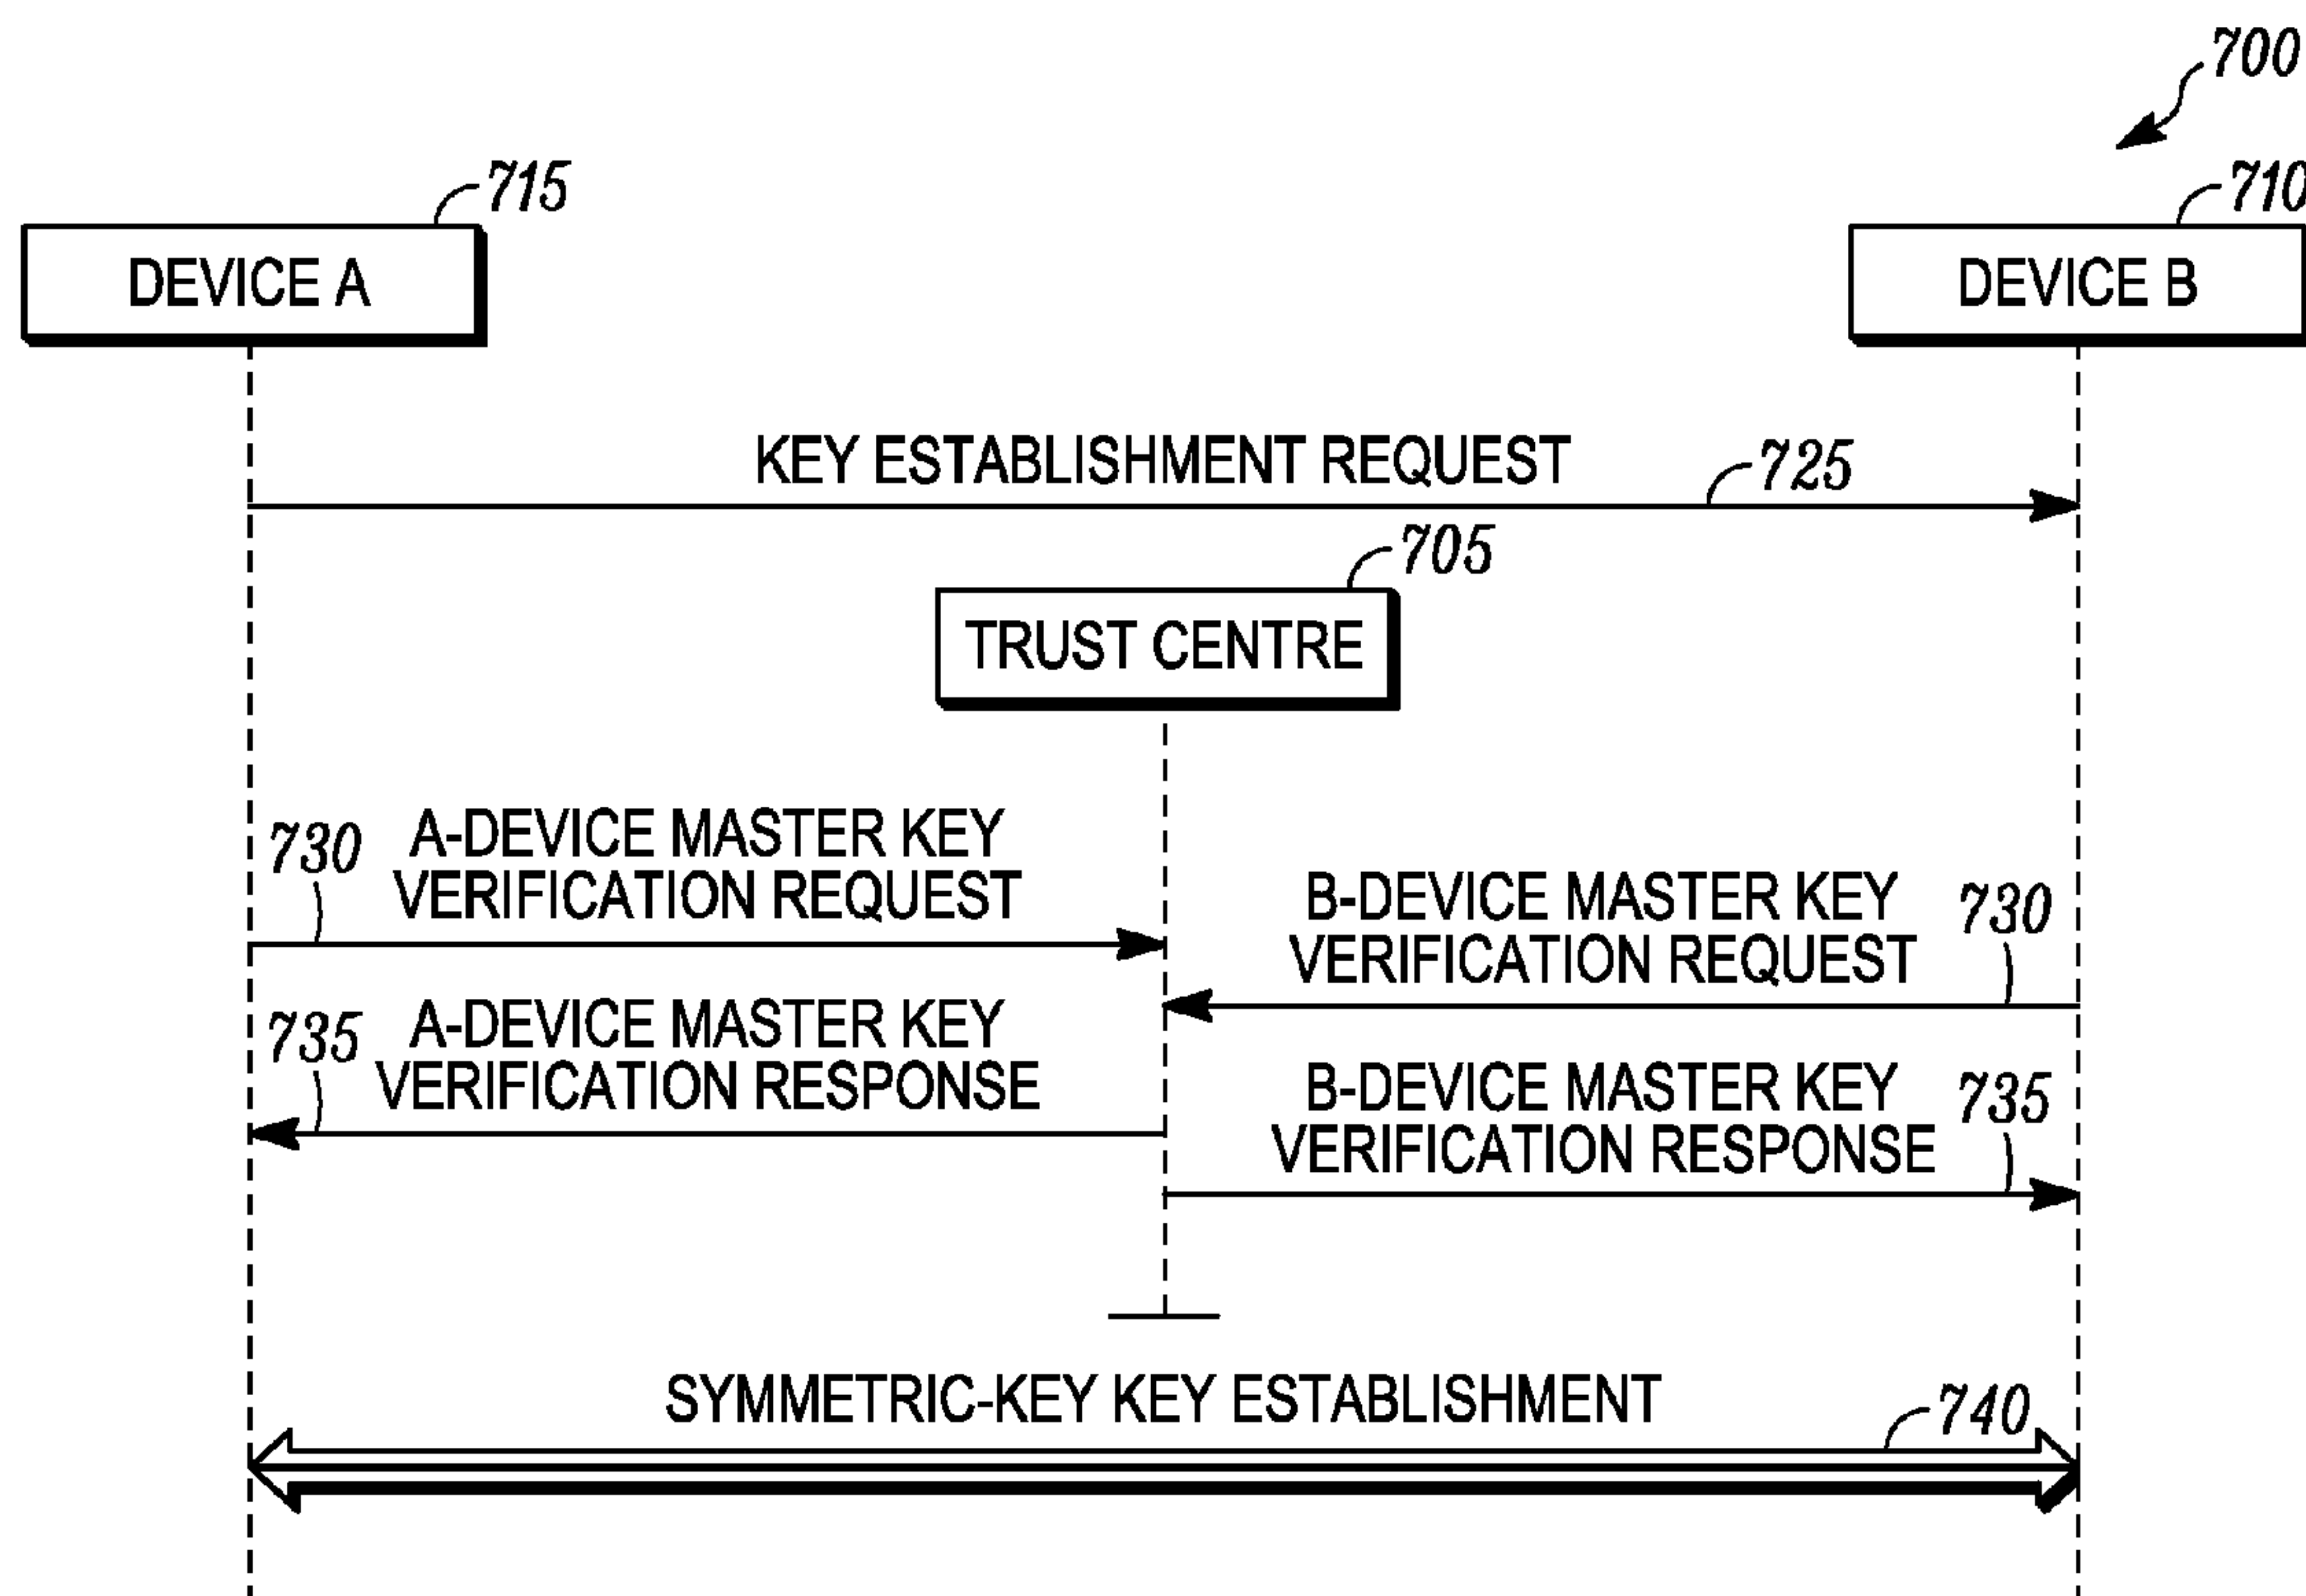 700
715
710
DEVICE A
DEVICE B
KEY ESTABLISHMENT REQUEST
725
705
TRUST CENTRE
730
A-DEVICE MASTER KEY
VERIFICATION REQUEST
B-DEVICE MASTER KEY
VERIFICATION REQUEST
730
735
A-DEVICE MASTER KEY
VERIFICATION RESPONSE
B-DEVICE MASTER KEY
VERIFICATION RESPONSE
735
SYMMETRIC-KEY KEY ESTABLISHMENT
740